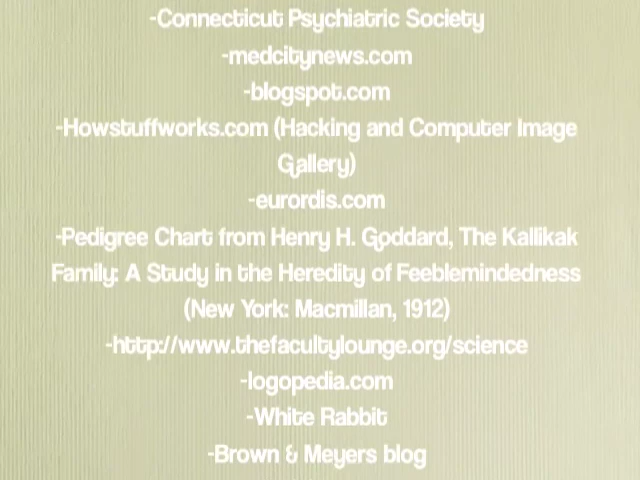 -Connecticut Psychiatric Society
-medcitynews.com
-blogspot.com
-Howstuffworks.com (Hacking and Computer Image
Gallery)
-eurordis.com
-Pedigree Chart from Henry H. Goddard, The Kallikak
Family: A Study in the Heredity of Feeblemindedness
(New York: Macmillan, 1912)
-http://www.thefacultylounge.org/science
-logopedia.com
-White Rabbit
-Brown & Meyers blog